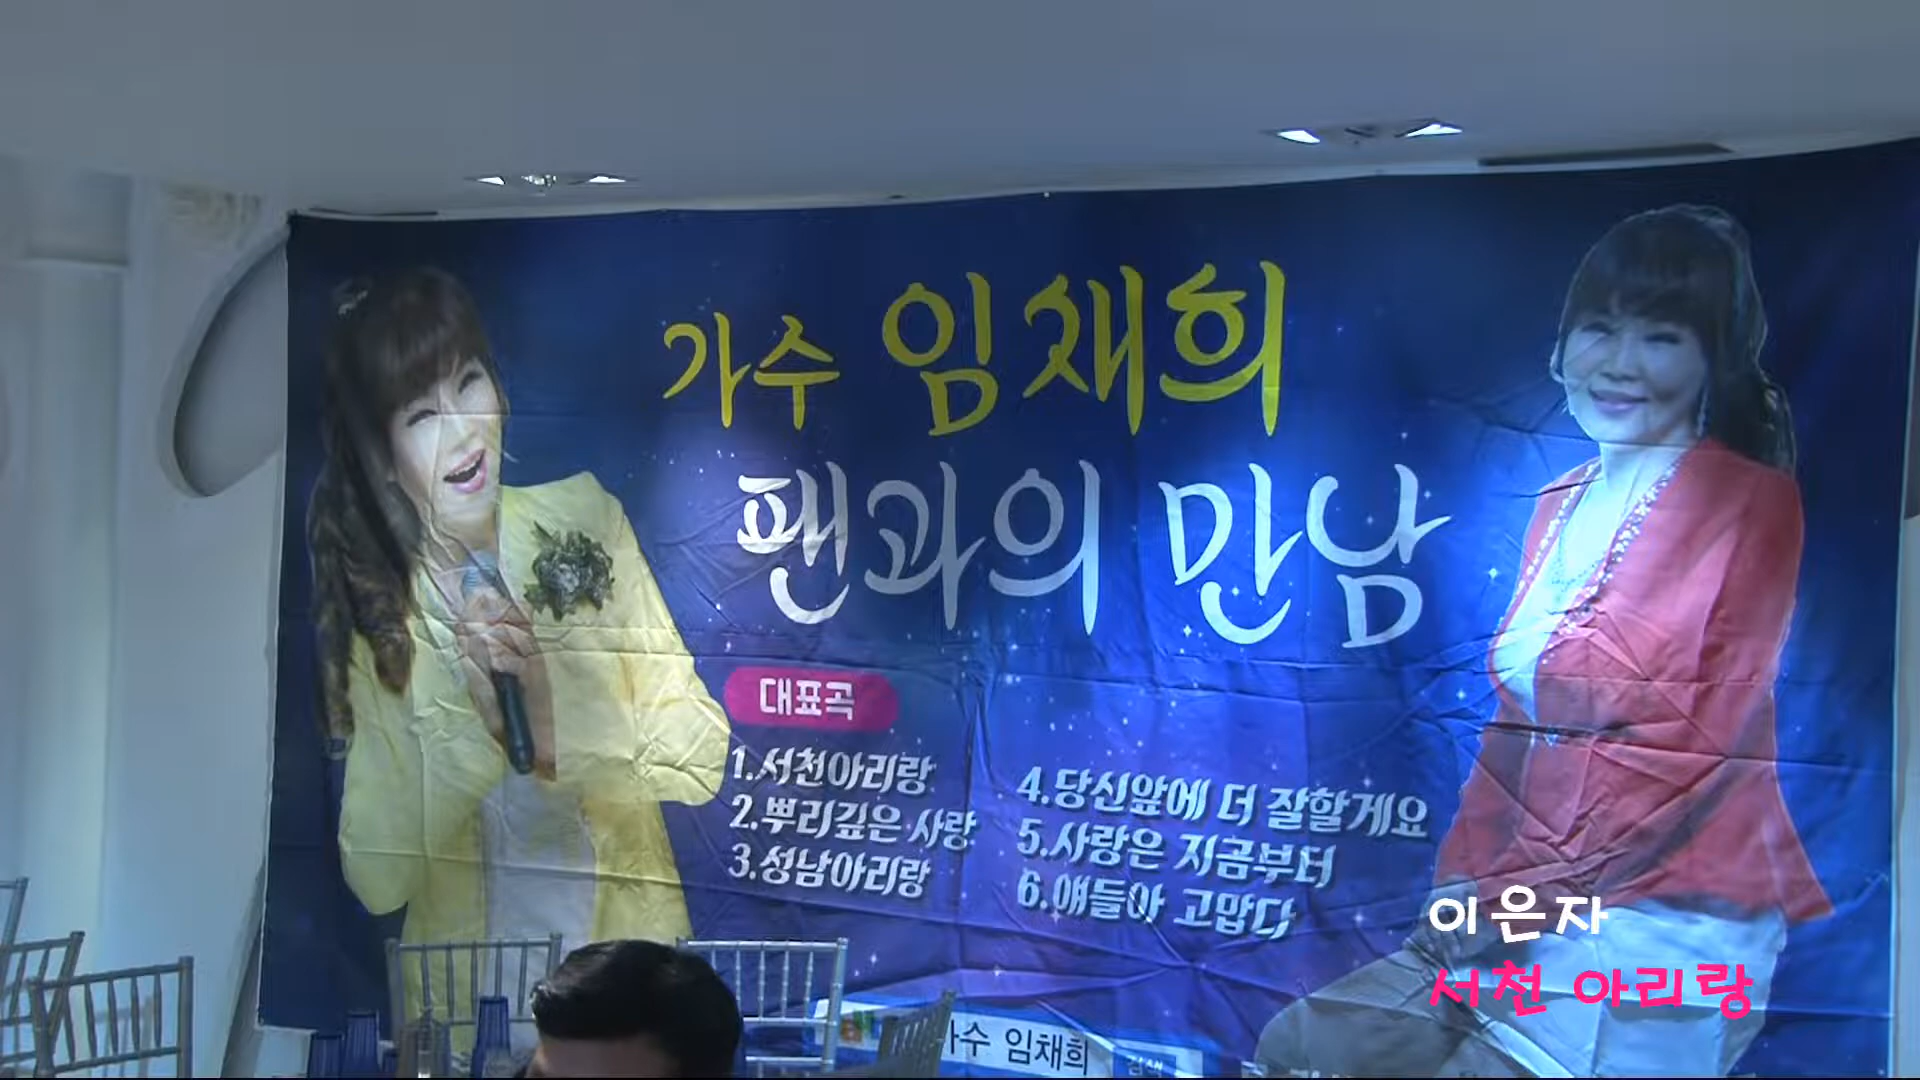 가수 임채희
팬과의 만남
대표곡
1.서천아리랑
2.뿌리깊은 사랑
3.성남아리랑
4.당신앞에 더 잘할게요
5.사랑은 지금부터
6.얘들아 고맙다
이은자
서천 아리랑
가수 임채희
검색